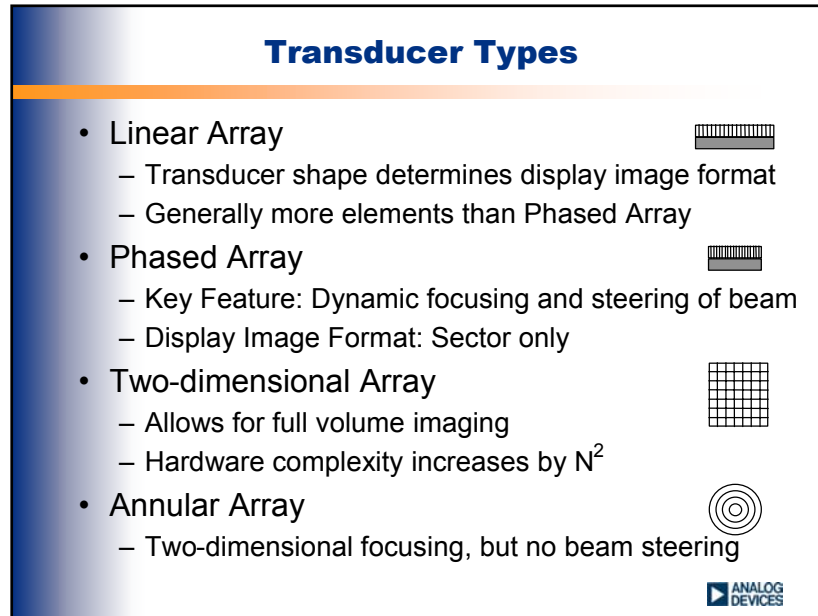 Transducer Types
• Linear Array
– Transducer shape determines display image format
– Generally more elements than Phased Array
• Phased Array
– Key Feature: Dynamic focusing and steering of beam
– Display Image Format: Sector only
• Two-dimensional Array
– Allows for full volume imaging
– Hardware complexity increases by N²
• Annular Array
– Two-dimensional focusing, but no beam steering
ANALOG
DEVICES